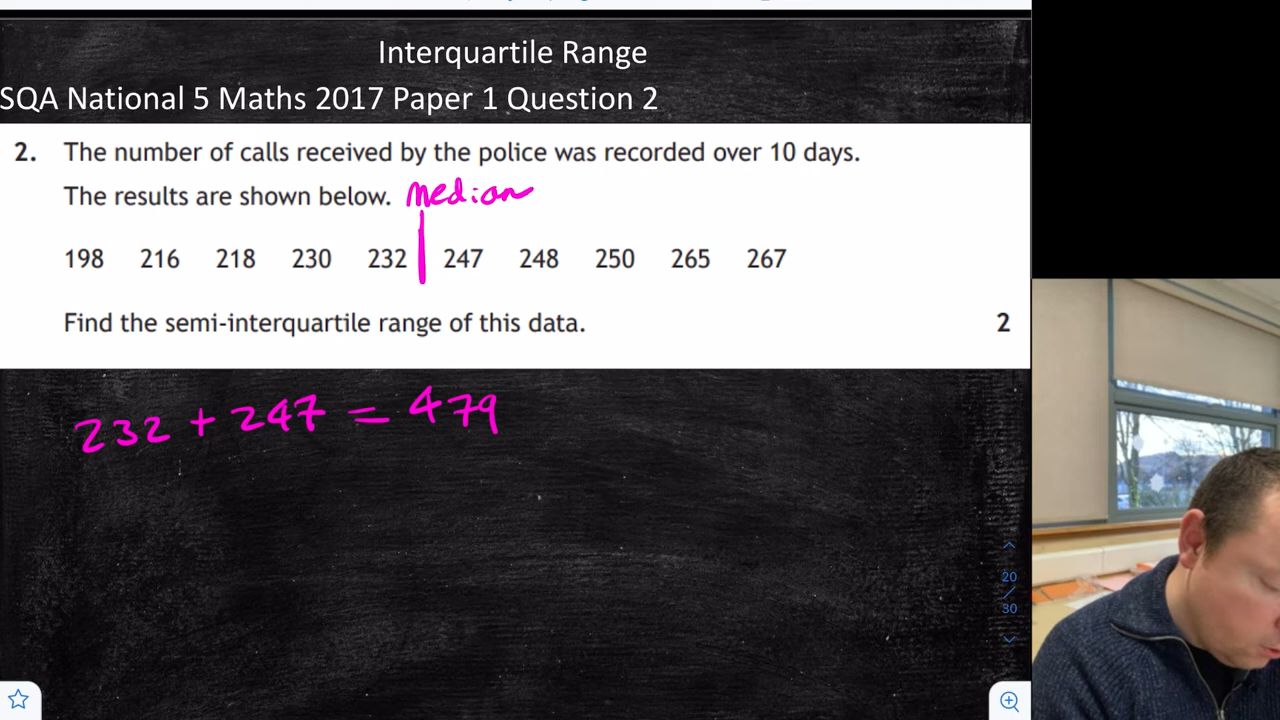 Interquartile Range
SQA National 5 Maths 2017 Paper 1 Question 2
2. The number of calls received by the police was recorded over 10 days.
The results are shown below. median
198 216 218 230 232 247 248 250 265 267
Find the semi-interquartile range of this data. 2
232 + 247 = 479
20
/
30